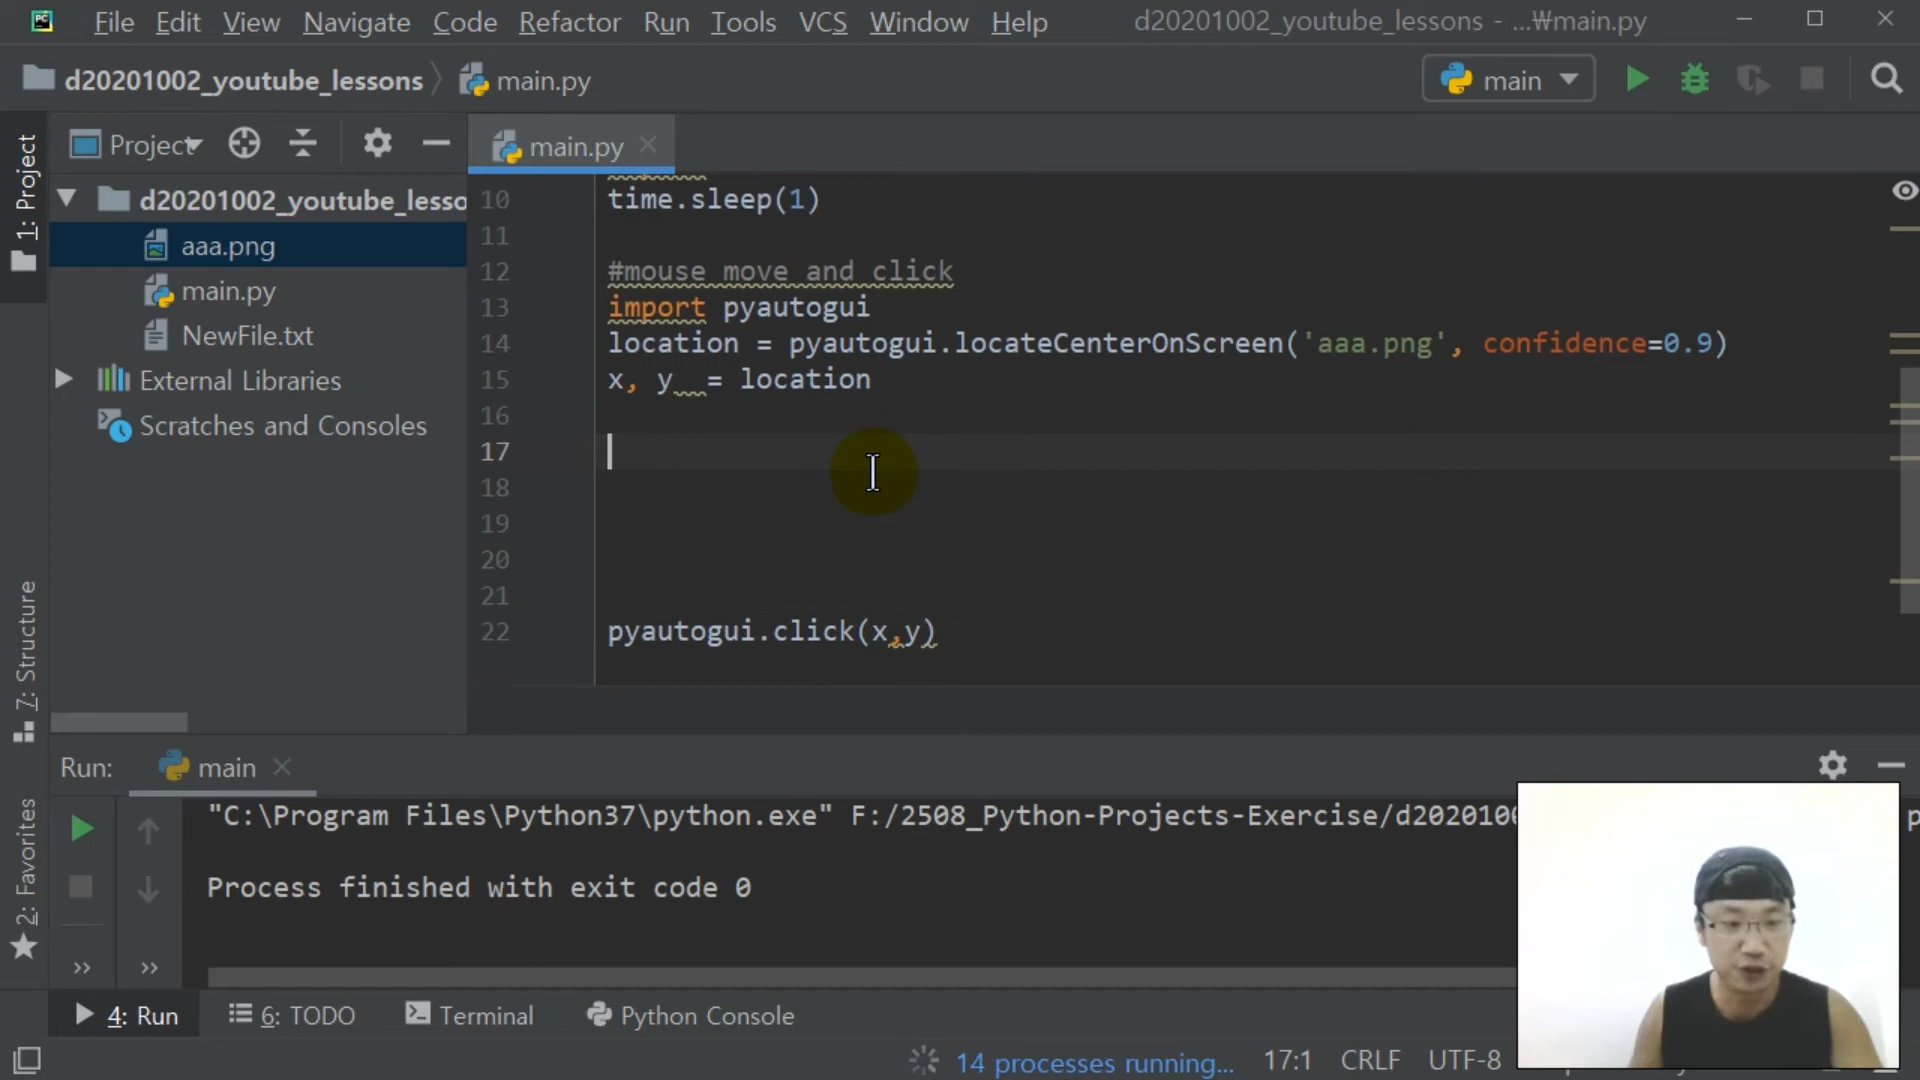 File Edit View Navigate Code Refactor Run Tools VCS Window Help d20201002_youtube_lessons - ...₩main.py
d20201002_youtube_lessons main.py main
1: Project
Project
main.py
d20201002_youtube_lesso
aaa.png
main.py
NewFile.txt
External Libraries
Scratches and Consoles
10 time.sleep(1)
11
12 #mouse move and click
13 import pyautogui
14 location = pyautogui.locateCenterOnScreen('aaa.png', confidence=0.9)
15 x, y  = location
16
17
18
19
20
21
22 pyautogui.click(x,y)
7: Structure
2: Favorites
Run: main
"C:\Program Files\Python37\python.exe" F:/2508_Python-Projects-Exercise/d202010
Process finished with exit code 0
4: Run 6: TODO Terminal Python Console
14 processes running... 17:1 CRLF UTF-8